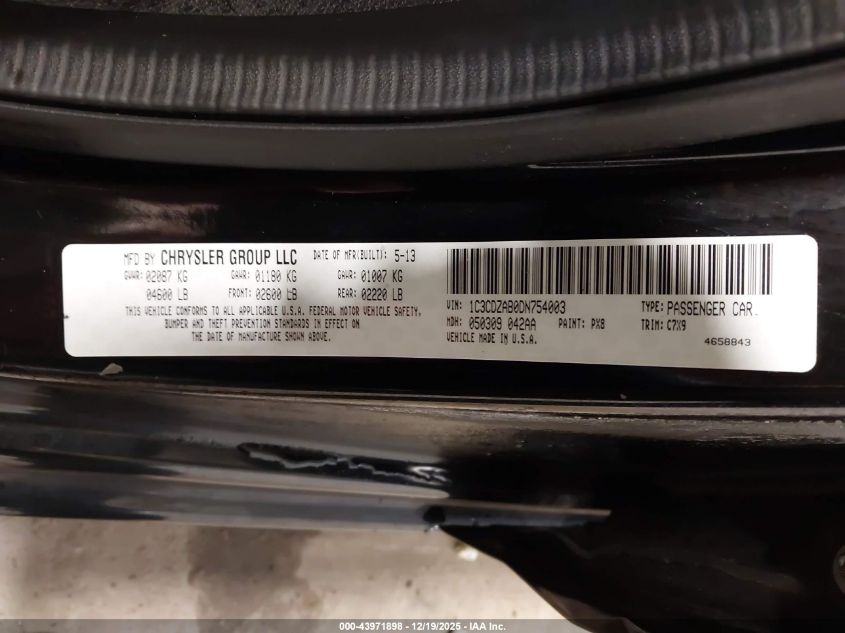 MFD BY CHRYSLER GROUP LLC DATE OF MFR(BUILT): 5-13
GVWR: 02087 KG GAWR: 01180 KG GAWR: 01007 KG
04600 LB FRONT: 02600 LB REAR: 02220 LB
THIS VEHICLE CONFORMS TO ALL APPLICABLE U.S.A. FEDERAL MOTOR VEHICLE SAFETY,
BUMPER AND THEFT PREVENTION STANDARDS IN EFFECT ON
THE DATE OF MANUFACTURE SHOWN ABOVE.
VIN: 1C3CDZAB0DN754003 TYPE: PASSENGER CAR.
MDH: 050309 042AA PAINT: PX8 TRIM: C7X9
VEHICLE MADE IN U.S.A. 4658843
000-43971898 - 12/19/2025 - IAA Inc.